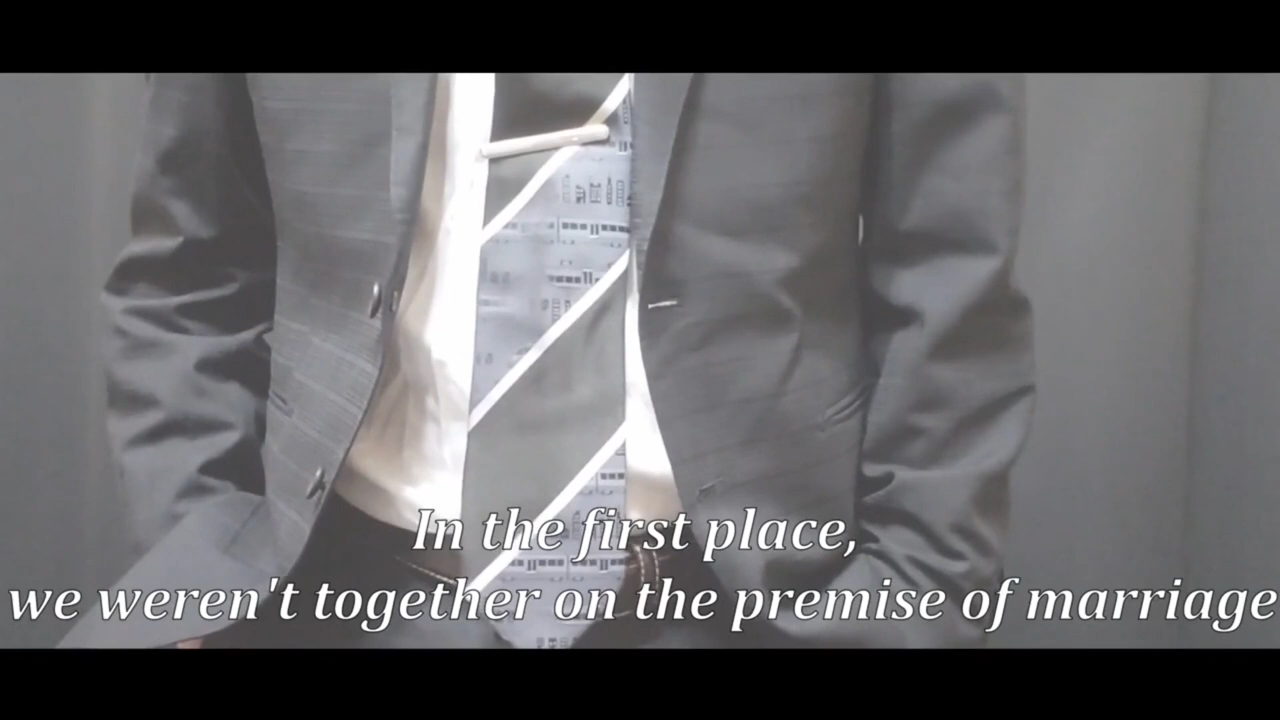 In the first place,
we weren't together on the premise of marriage